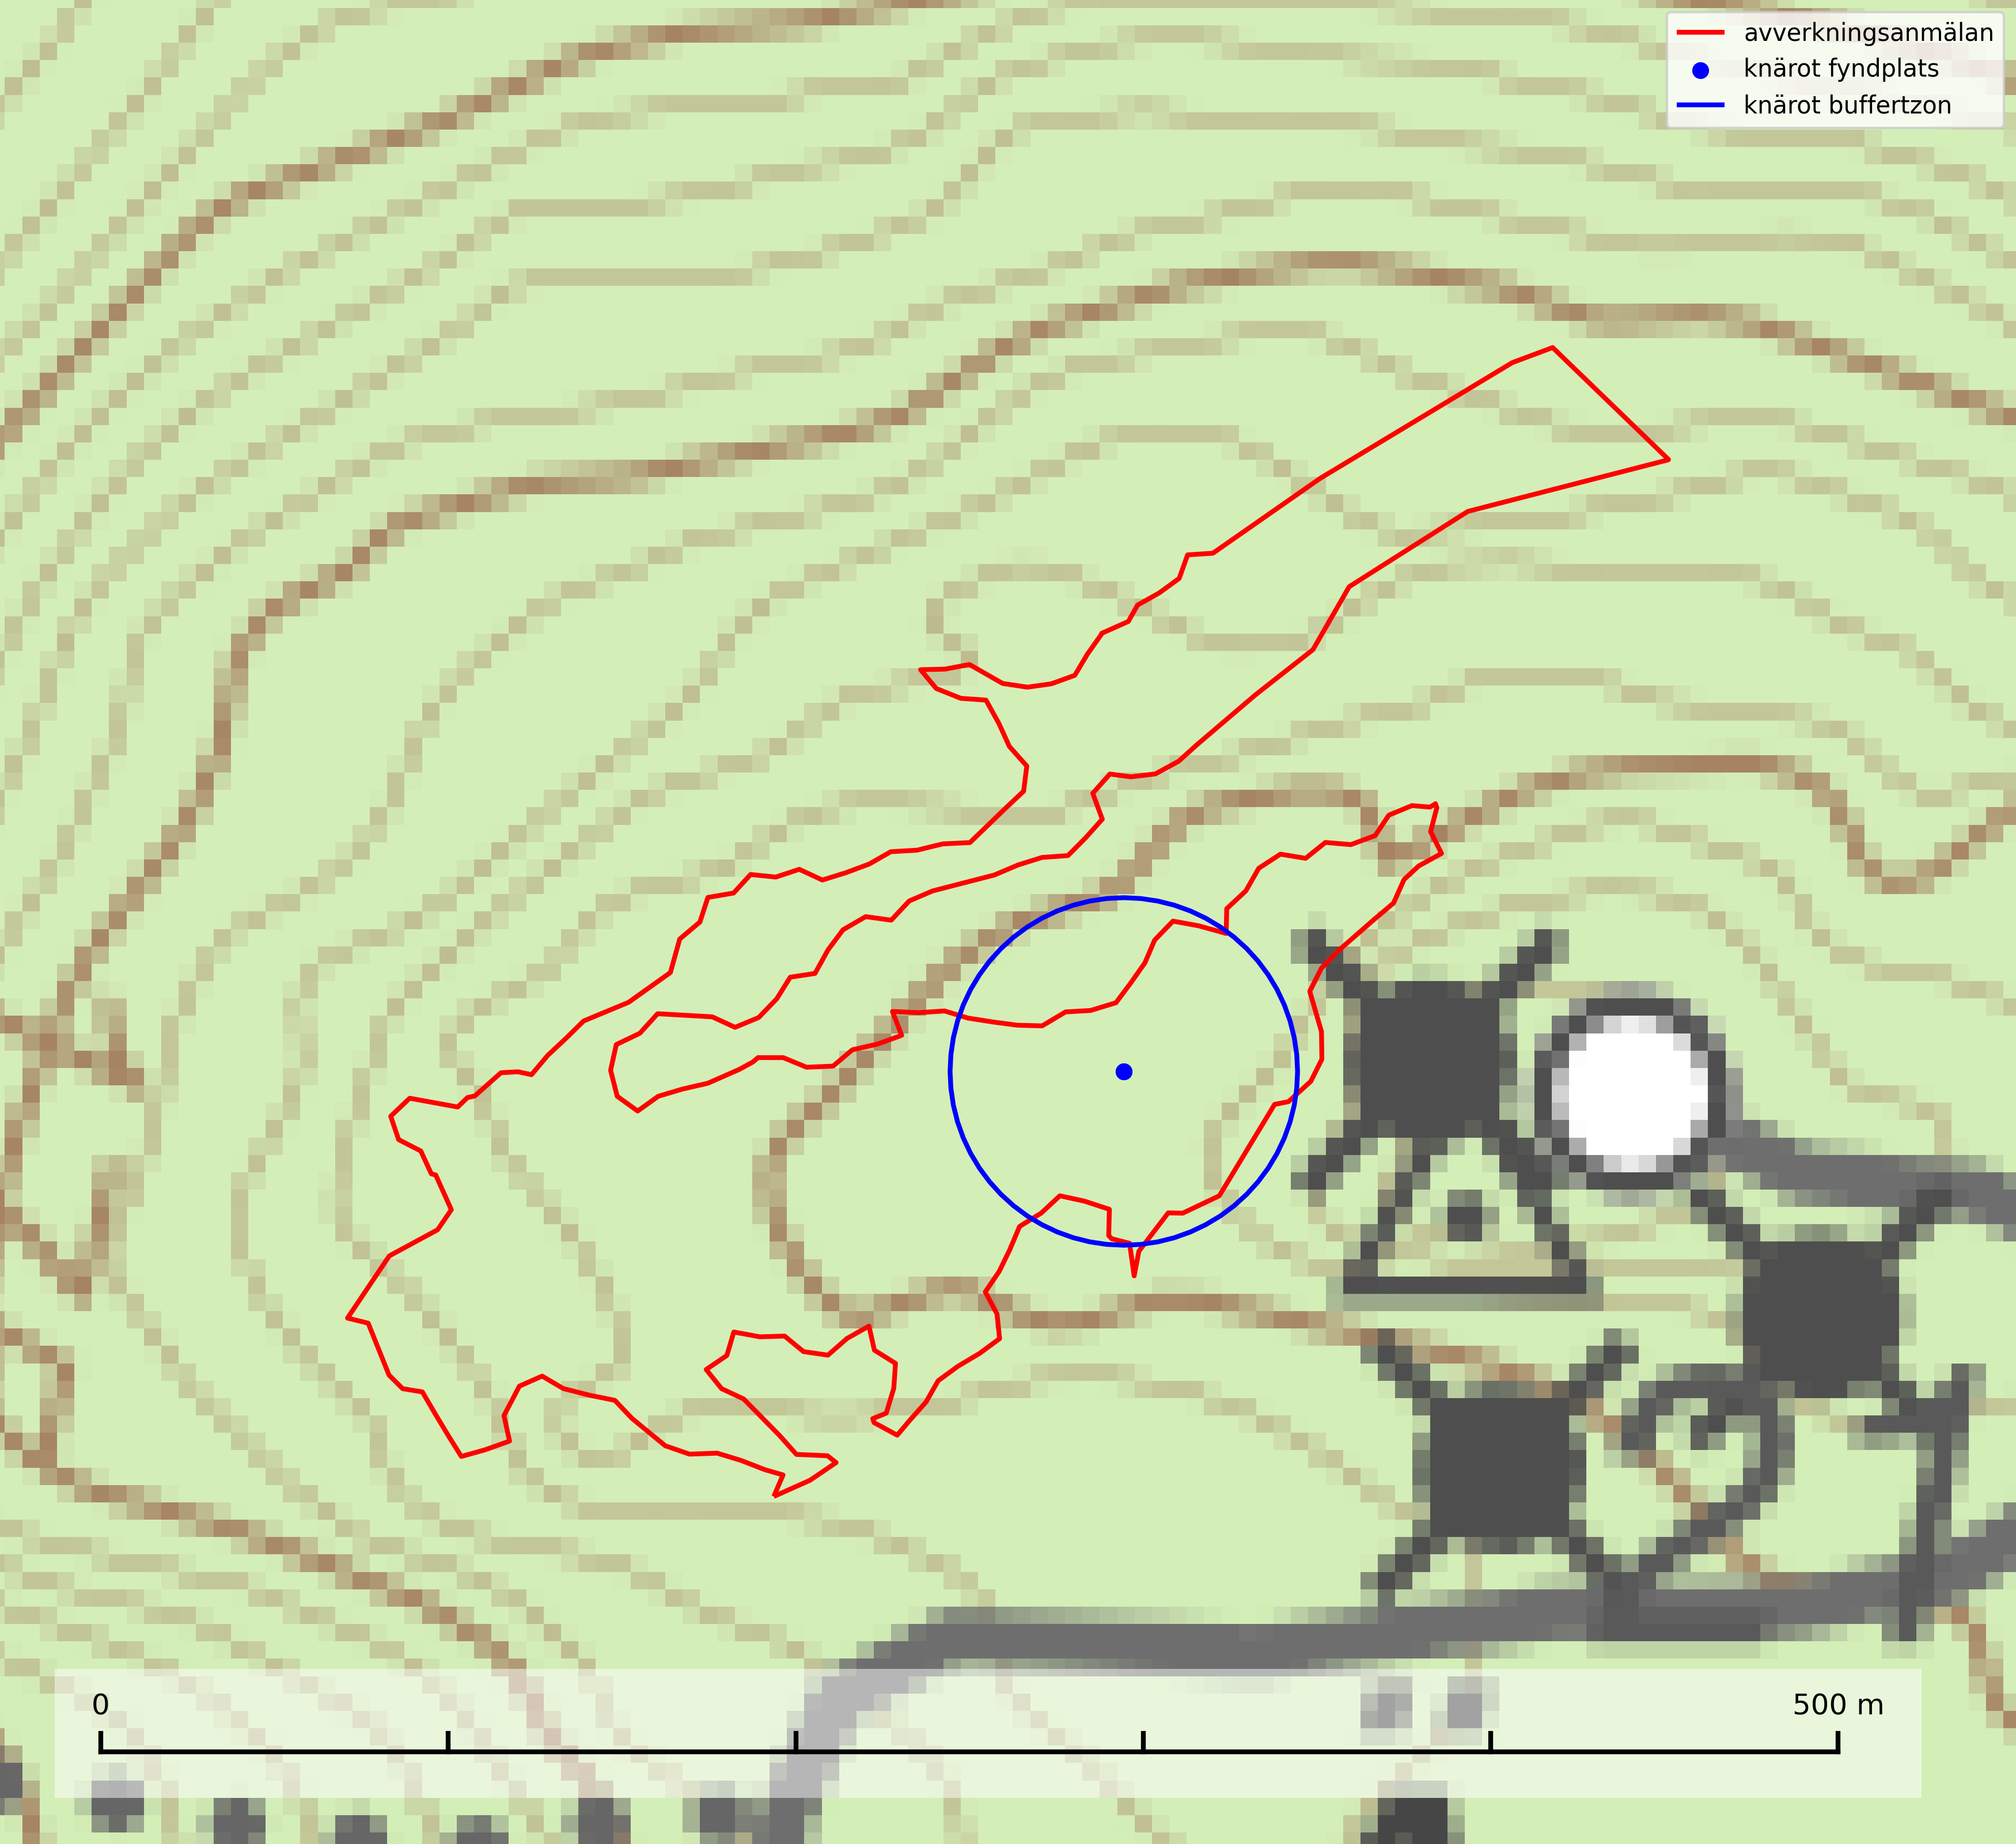 avverkningsanmälan
knärot fyndplats
knärot buffertzon
0 500 m